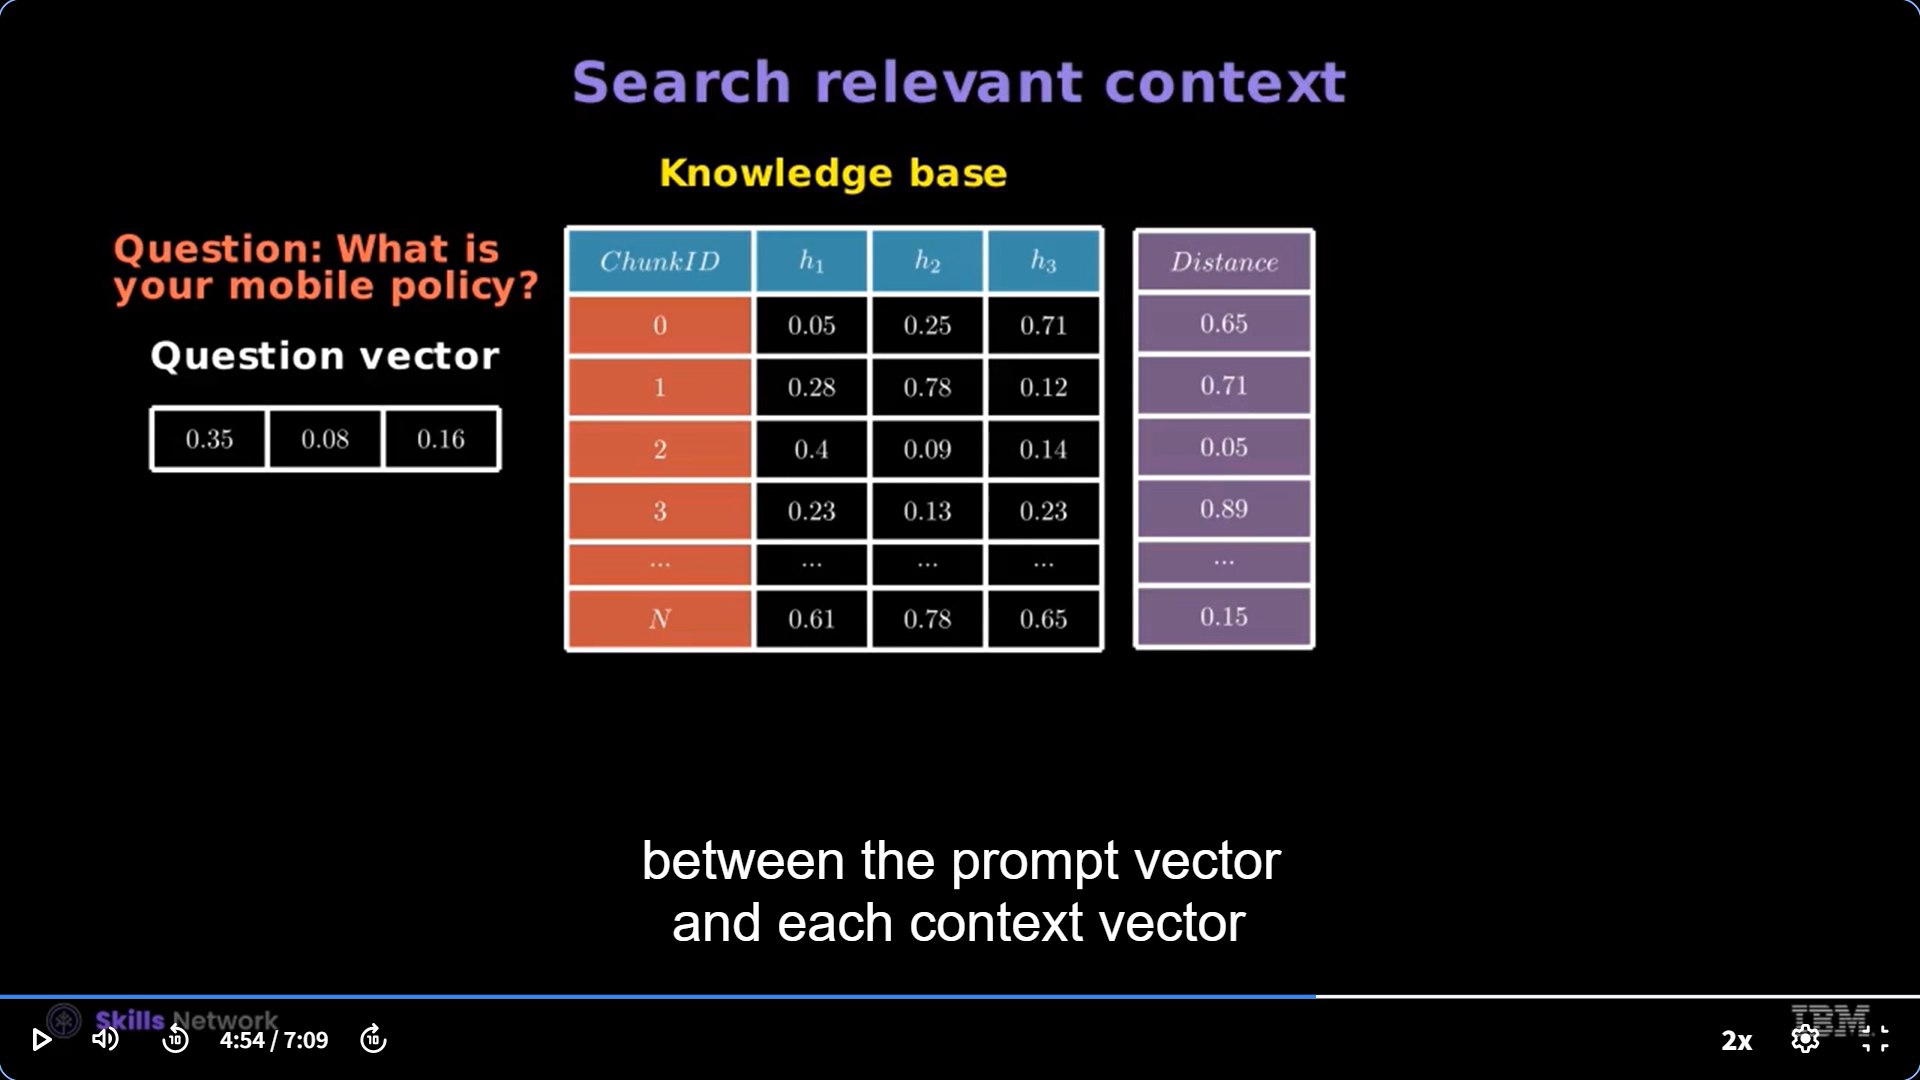 Search relevant context
Knowledge base
Question: What is
your mobile policy?
Question vector
0.35 0.08 0.16
ChunkID h₁ h₂ h₃ Distance
0 0.05 0.25 0.71 0.65
1 0.28 0.78 0.12 0.71
2 0.4 0.09 0.14 0.05
3 0.23 0.13 0.23 0.89
... ... ... ... ...
N 0.61 0.78 0.65 0.15
between the prompt vector
and each context vector
Skills Network
IBM
10 4:54 / 7:09 10 2x